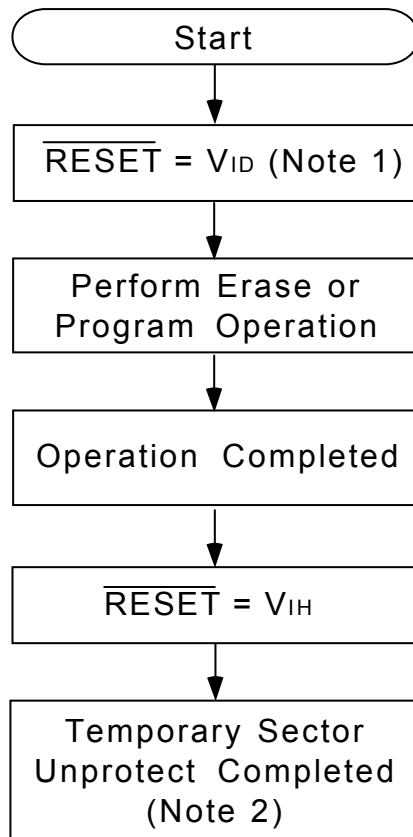 Start
RESET = VID (Note 1)
Perform Erase or
Program Operation
Operation Completed
RESET = VIH
Temporary Sector
Unprotect Completed
(Note 2)